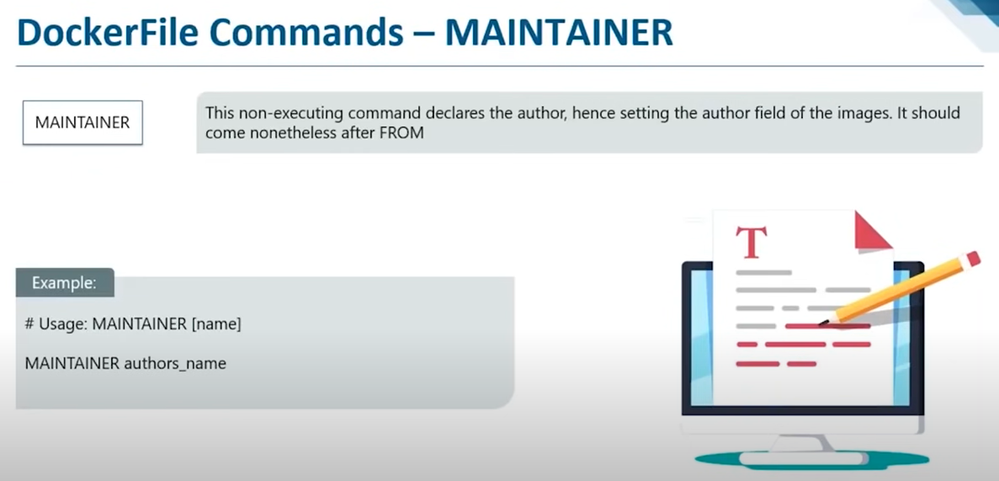 DockerFile Commands – MAINTAINER
MAINTAINER
This non-executing command declares the author, hence setting the author field of the images. It should
come nonetheless after FROM
T
Example:
# Usage: MAINTAINER [name]
MAINTAINER authors_name